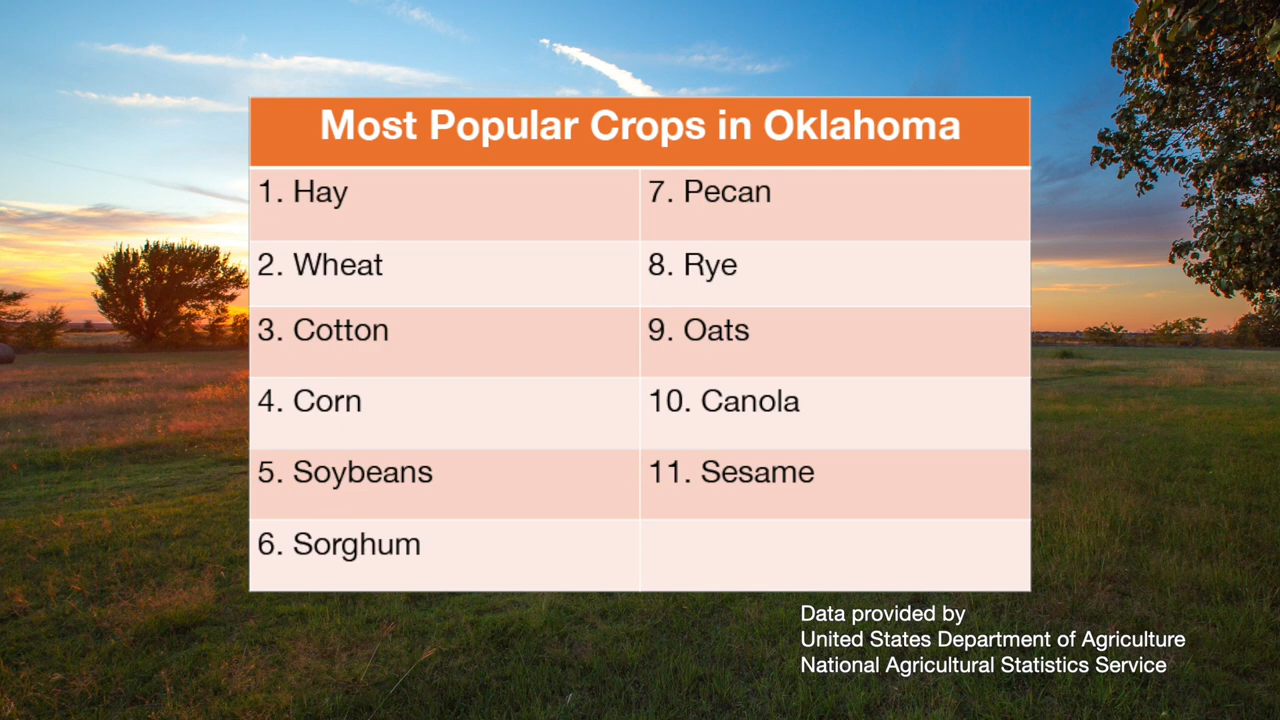 Most Popular Crops in Oklahoma
1. Hay
7. Pecan
2. Wheat
8. Rye
3. Cotton
9. Oats
4. Corn
10. Canola
5. Soybeans
11. Sesame
6. Sorghum
Data provided by
United States Department of Agriculture
National Agricultural Statistics Service